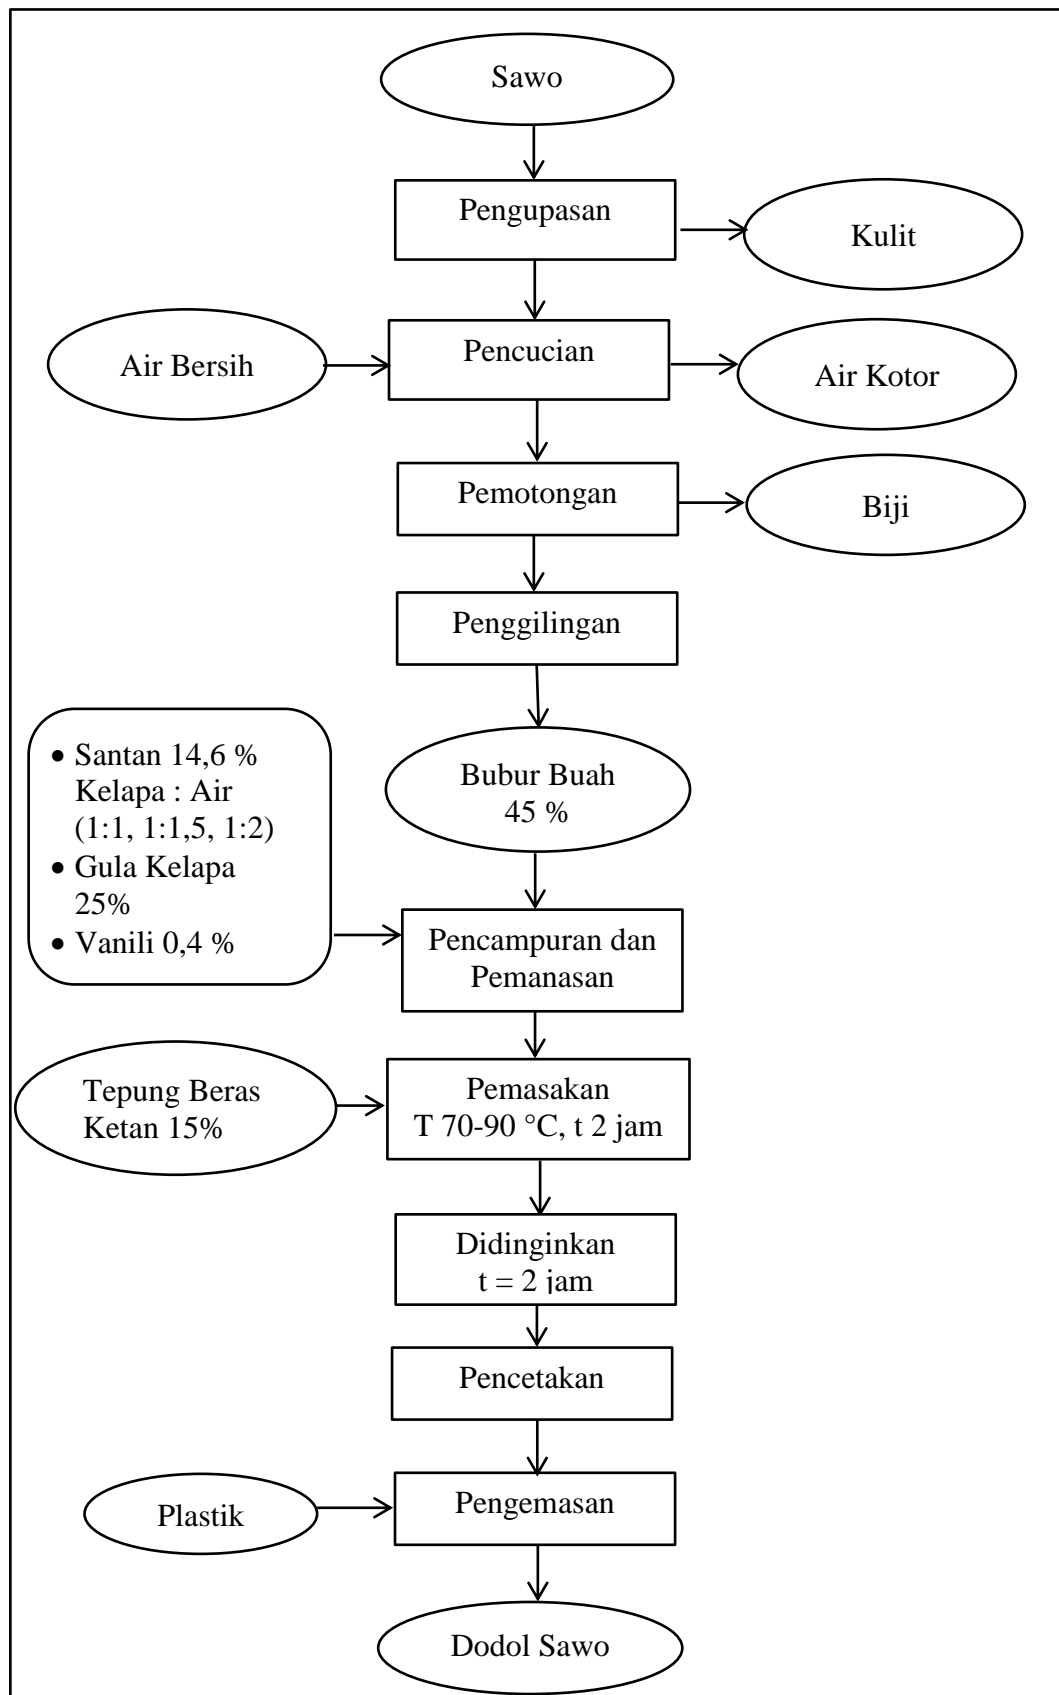 Sawo
Pengupasan
Kulit
Air Bersih
Pencucian
Air Kotor
Pemotongan
Biji
Penggilingan
• Santan 14,6 %
Kelapa : Air
(1:1, 1:1,5, 1:2)
• Gula Kelapa
25%
• Vanili 0,4 %
Bubur Buah
45 %
Pencampuran dan
Pemanasan
Tepung Beras
Ketan 15%
Pemasakan
T 70-90 °C, t 2 jam
Didinginkan
t = 2 jam
Pencetakan
Plastik
Pengemasan
Dodol Sawo